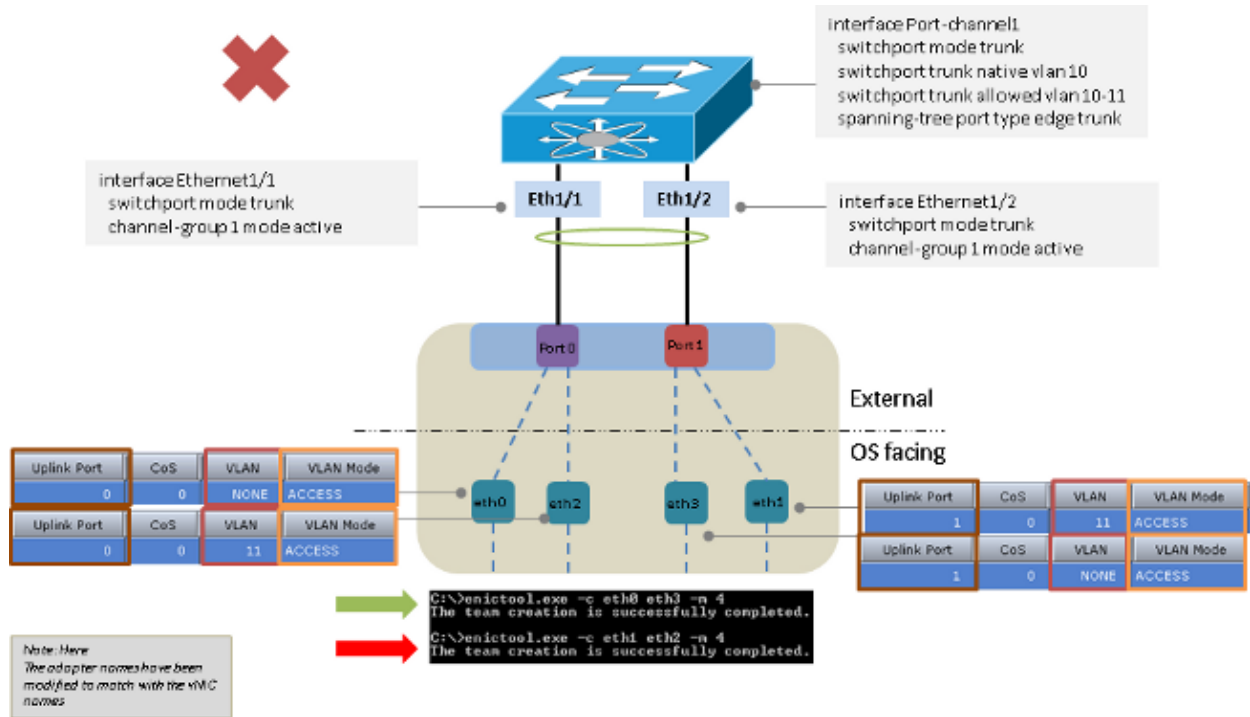 interface Port-channel1
switchport mode trunk
switchport trunk native vlan 10
switchport trunk allowed vlan 10-11
spanning-tree port type edge trunk
interface Ethernet1/1
switchport mode trunk
channel-group 1 mode active
Eth1/1
Eth1/2
interface Ethernet1/2
switchport mode trunk
channel-group 1 mode active
Port 0
Port 1
External
OS facing
Uplink Port CoS VLAN VLAN Mode
0 0 NONE ACCESS
Uplink Port CoS VLAN VLAN Mode
0 0 11 ACCESS
eth0
eth2
eth3
eth1
Uplink Port CoS VLAN VLAN Mode
1 0 11 ACCESS
Uplink Port CoS VLAN VLAN Mode
1 0 NONE ACCESS
C:\>enictool.exe -c eth0 eth3 -m 4
The team creation is successfully completed.
C:\>enictool.exe -c eth1 eth2 -m 4
The team creation is successfully completed.
Note: Here
The adapter names have been
modified to match with the vNIC
names